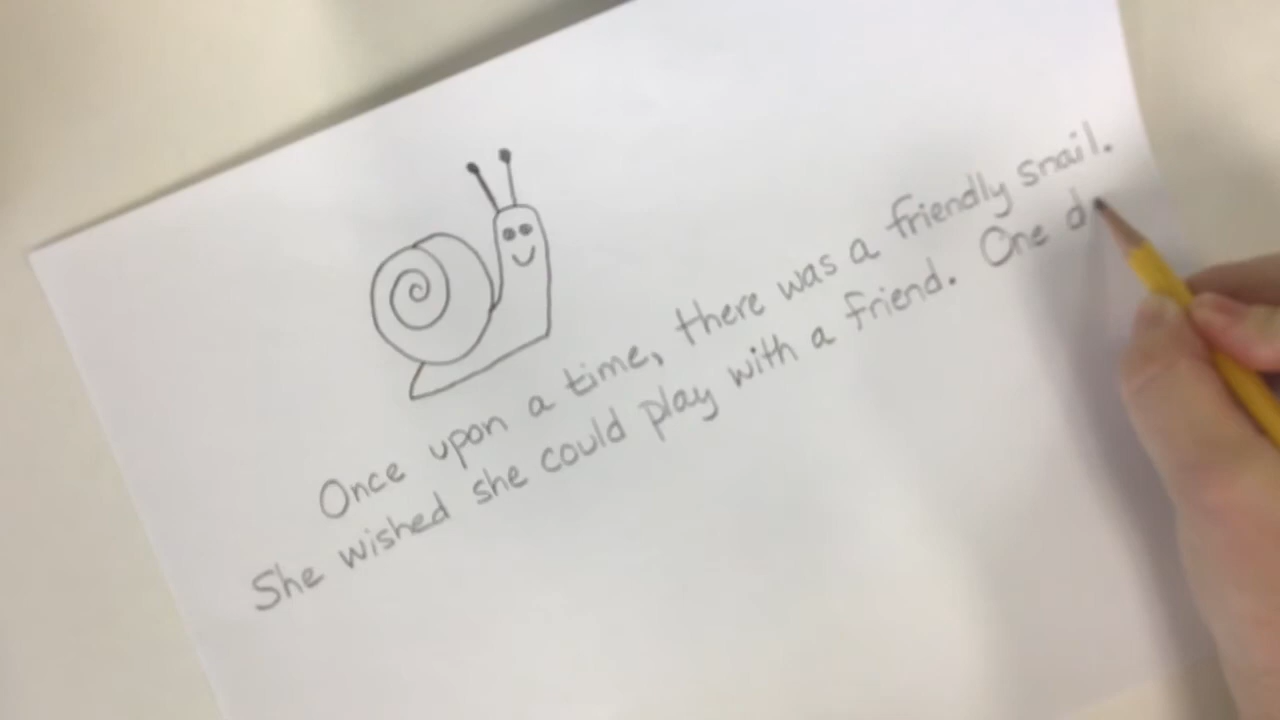 Once upon a time, there was a friendly snail.
She wished she could play with a friend. One d